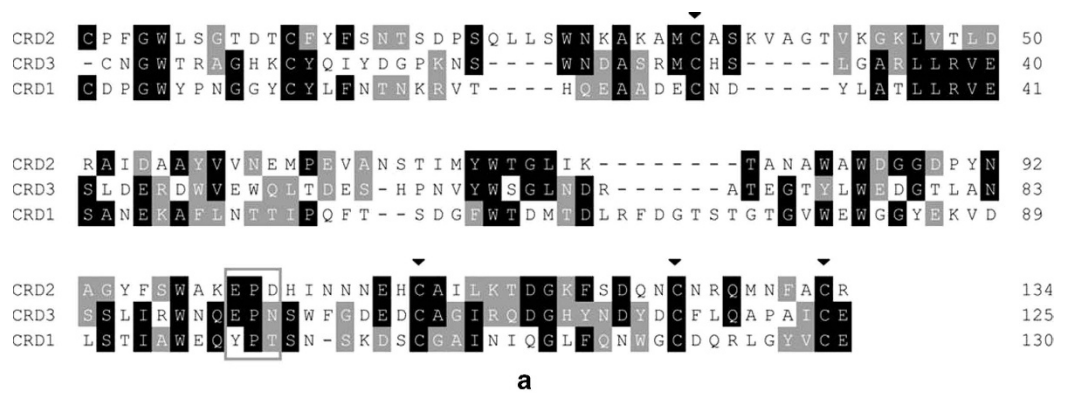 CRD2 CPFGWLSGTDTCFYFSNTSDPSQLLSWNKAKAMCASKVAGTVKGKLVTLD 50
CRD3 -CNGWTRAGHKCYQIYDGPKNS----WNDASRMCHS-----LGARLLRVE 40
CRD1 CDPGWYPNGGYCYLFNTNKRVT----HQEAADECND-----YLATLLRVE 41
CRD2 RAIDAAYVVNEMPEVANSTIMYWTGLIK--------TANAWAWDGGDPYN 92
CRD3 SLDERDWVEWQLTDES-HPNVYWSGLNDR------ATEGTYLWEDGTLAN 83
CRD1 SANEKAFLNTTIPQFT--SDGFWTDMTDLRFDGTSTGTGVWEWGGYEKVD 89
CRD2 AGYFSWAKEPDHINNNEHCAILKTDGKFSDQNCNRQMNFACR 134
CRD3 SSLIRWNQEPNSWFGDEDCAGIRQDGHYNDYDCFLQAPAICE 125
CRD1 LSTIAWEQYPTSN-SKDSCGAINIQGLFQNWGCDQRLGYVCE 130
a